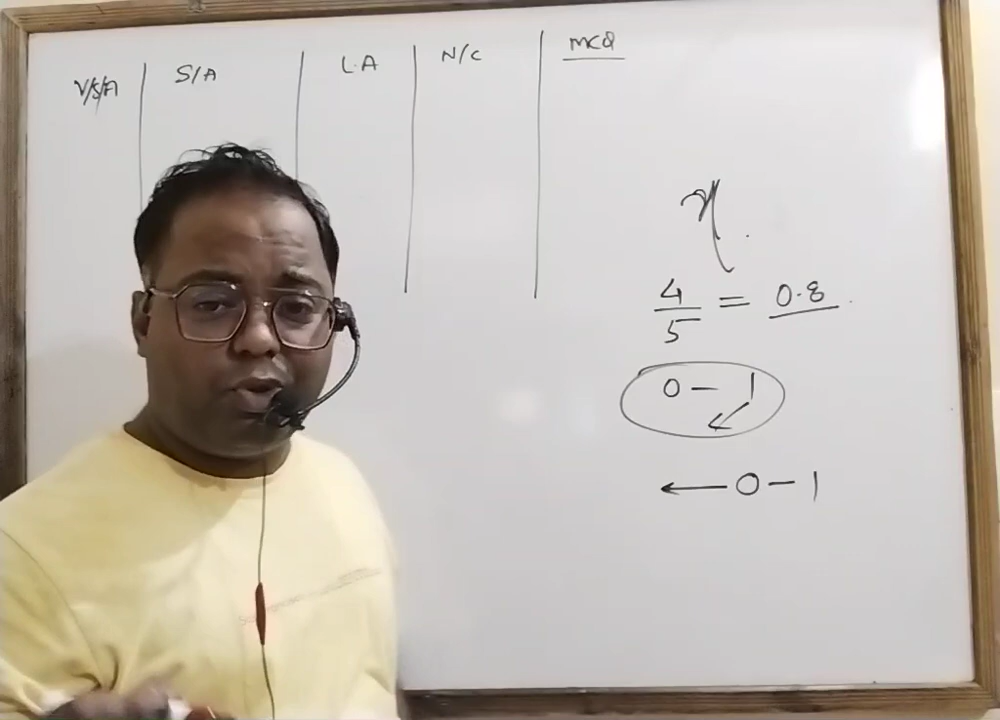 V/S/A S/A L.A N/C MCQ
η
4/5 = 0.8
0 – 1
← 0 – 1